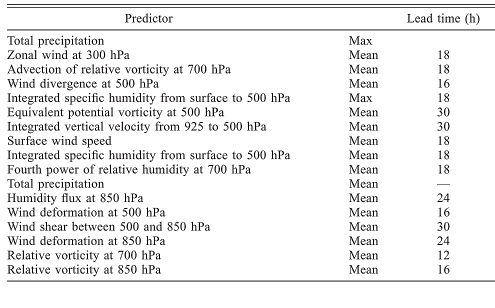 Predictor Lead time (h)
Total precipitation Max
Zonal wind at 300 hPa Mean 18
Advection of relative vorticity at 700 hPa Mean 18
Wind divergence at 500 hPa Mean 16
Integrated specific humidity from surface to 500 hPa Max 18
Equivalent potential vorticity at 500 hPa Mean 30
Integrated vertical velocity from 925 to 500 hPa Mean 30
Surface wind speed Mean 18
Integrated specific humidity from surface to 500 hPa Mean 18
Fourth power of relative humidity at 700 hPa Mean 18
Total precipitation Mean —
Humidity flux at 850 hPa Mean 24
Wind deformation at 500 hPa Mean 16
Wind shear between 500 and 850 hPa Mean 30
Wind deformation at 850 hPa Mean 24
Relative vorticity at 700 hPa Mean 12
Relative vorticity at 850 hPa Mean 16